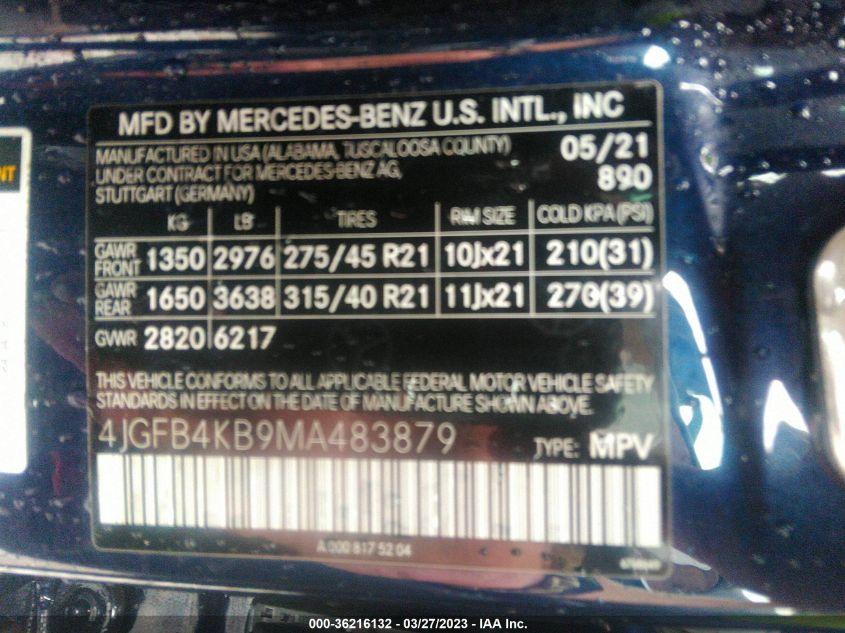 NT
MFD BY MERCEDES-BENZ U.S. INTL., INC
MANUFACTURED IN USA (ALABAMA, TUSCALOOSA COUNTY) 05/21
UNDER CONTRACT FOR MERCEDES-BENZ AG, 890
STUTTGART (GERMANY)
KG LB TIRES RIM SIZE COLD KPA (PSI)
GAWR FRONT 1350 2976 275/45 R21 10Jx21 210(31)
GAWR REAR 1650 3638 315/40 R21 11Jx21 270(39)
GVWR 2820 6217
THIS VEHICLE CONFORMS TO ALL APPLICABLE FEDERAL MOTOR VEHICLE SAFETY
STANDARDS IN EFFECT ON THE DATE OF MANUFACTURE SHOWN ABOVE.
4JGFB4KB9MA483879 TYPE: MPV
A 000 817 52 04
000-36216132 - 03/27/2023 - IAA Inc.